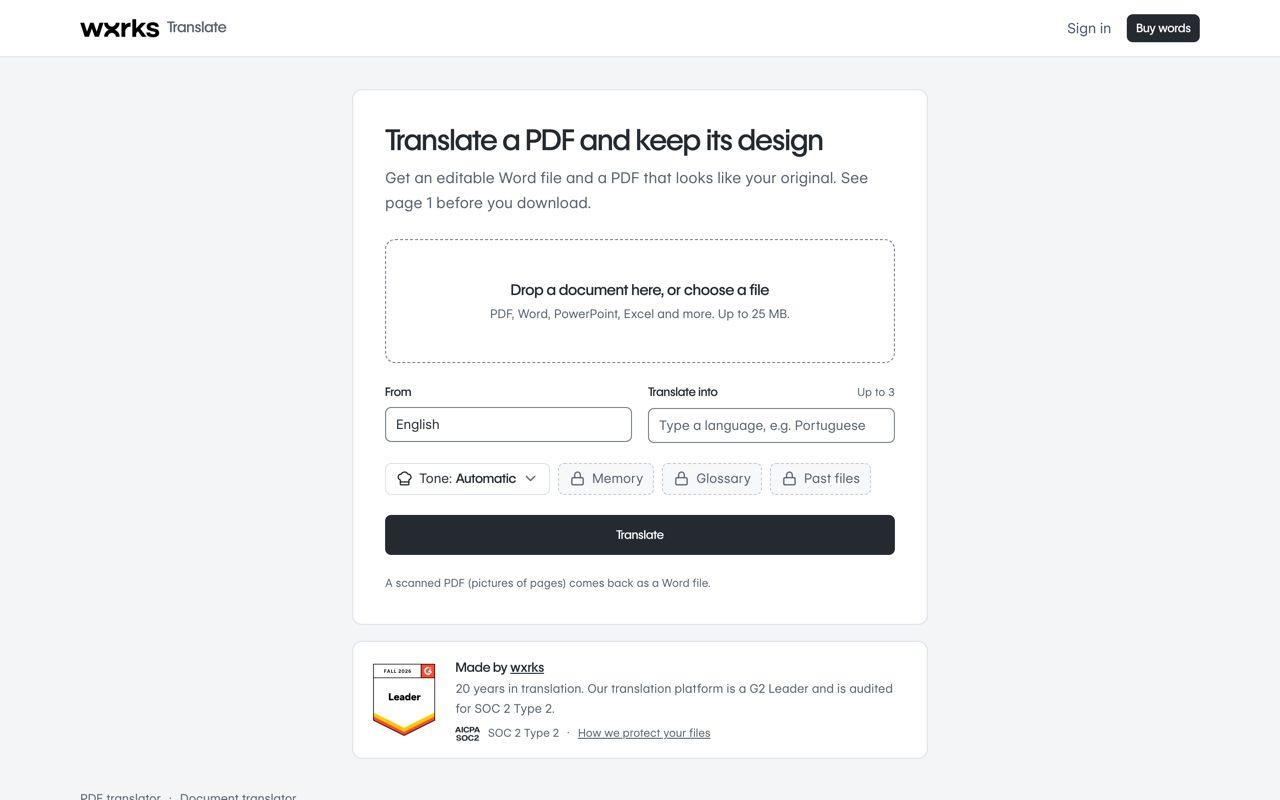 wxrks Translate
Sign in
Buy words
Translate a PDF and keep its design
Get an editable Word file and a PDF that looks like your original. See
page 1 before you download.
Drop a document here, or choose a file
PDF, Word, PowerPoint, Excel and more. Up to 25 MB.
From
English
Translate into
Up to 3
Type a language, e.g. Portuguese
Tone: Automatic
Memory
Glossary
Past files
Translate
A scanned PDF (pictures of pages) comes back as a Word file.
FALL 2026
Leader
Made by wxrks
20 years in translation. Our translation platform is a G2 Leader and is audited
for SOC 2 Type 2.
AICPA
SOC2
SOC 2 Type 2 · How we protect your files
PDF translator · Document translator